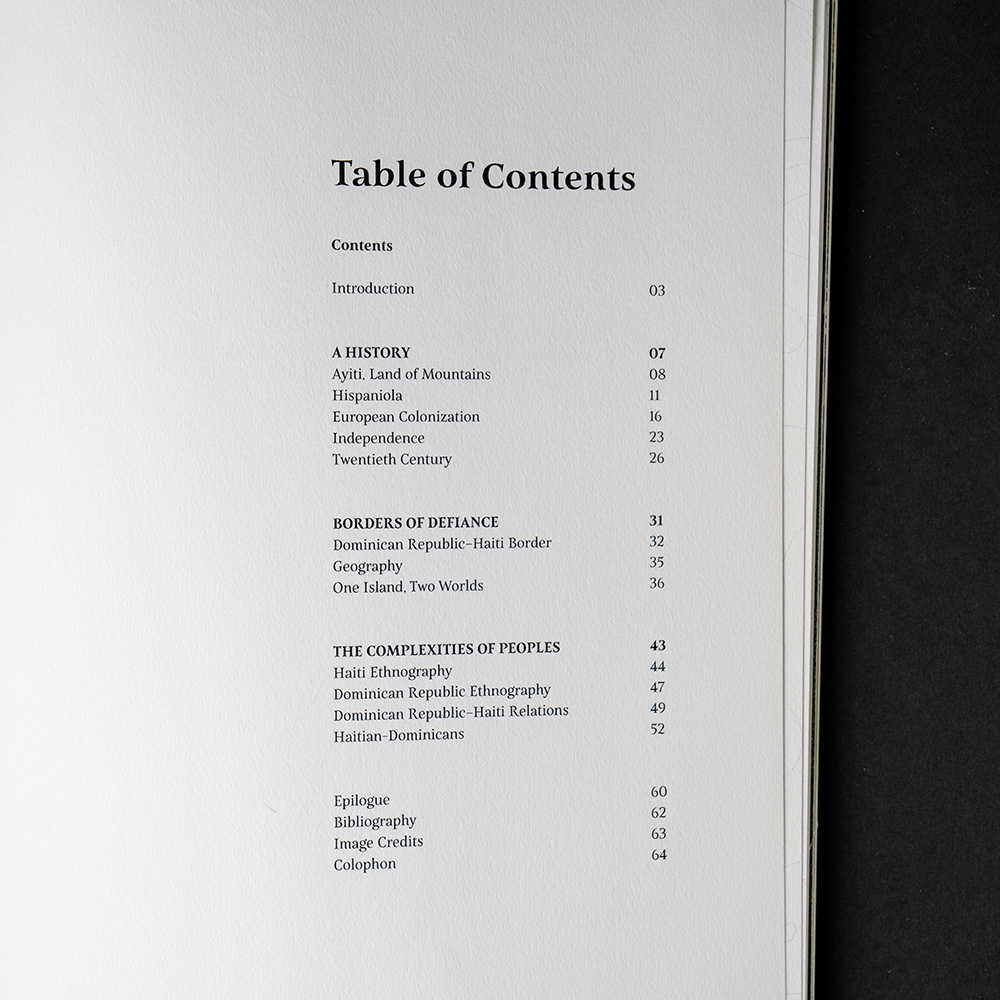 Table of Contents
Contents
Introduction 03
A HISTORY 07
Ayiti, Land of Mountains 08
Hispaniola 11
European Colonization 16
Independence 23
Twentieth Century 26
BORDERS OF DEFIANCE 31
Dominican Republic–Haiti Border 32
Geography 35
One Island, Two Worlds 36
THE COMPLEXITIES OF PEOPLES 43
Haiti Ethnography 44
Dominican Republic Ethnography 47
Dominican Republic–Haiti Relations 49
Haitian-Dominicans 52
Epilogue 60
Bibliography 62
Image Credits 63
Colophon 64